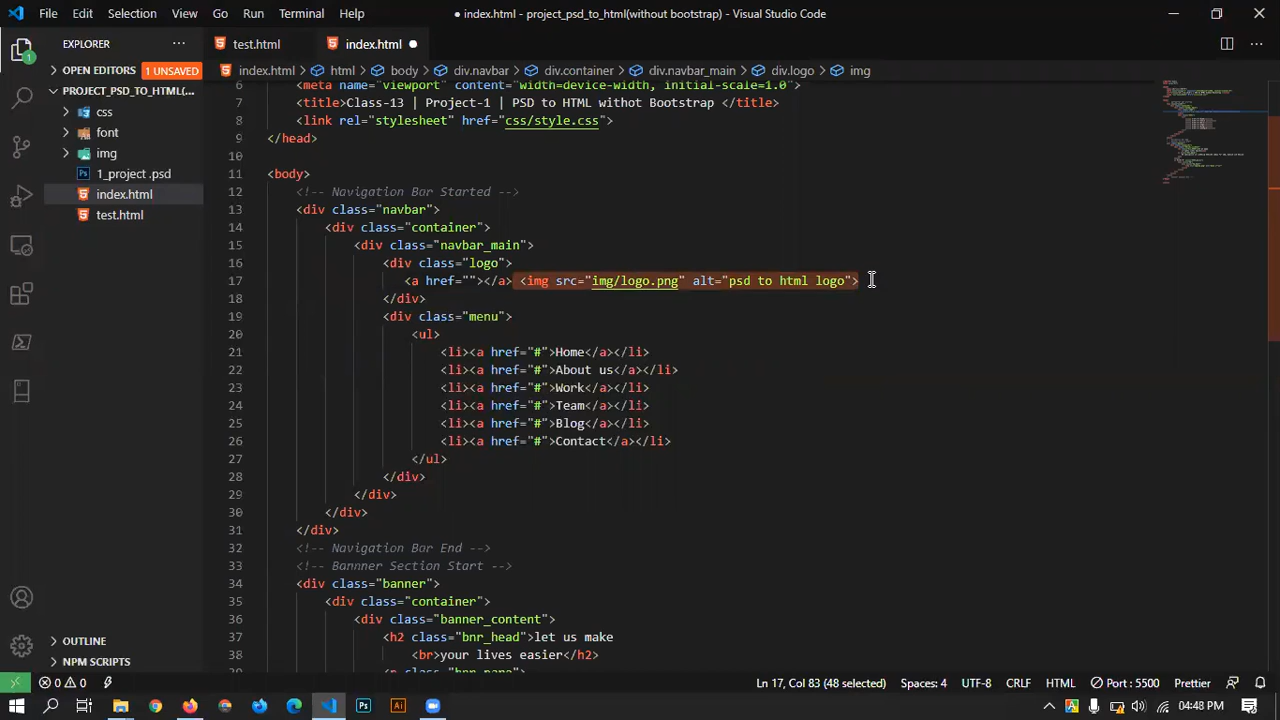 File Edit Selection View Go Run Terminal Help
● index.html - project_psd_to_html(without bootstrap) - Visual Studio Code
EXPLORER
test.html
index.html ●
OPEN EDITORS 1 UNSAVED
index.html > html > body > div.navbar > div.container > div.navbar_main > div.logo > img
PROJECT_PSD_TO_HTML(...
css
font
img
1_project .psd
index.html
test.html
6 <meta name="viewport" content="width=device-width, initial-scale=1.0">
7 <title>Class-13 | Project-1 | PSD to HTML withot Bootstrap </title>
8 <link rel="stylesheet" href="css/style.css">
9 </head>
10
11 <body>
12 <!-- Navigation Bar Started -->
13 <div class="navbar">
14 <div class="container">
15 <div class="navbar_main">
16 <div class="logo">
17 <a href=""></a> <img src="img/logo.png" alt="psd to html logo">
18 </div>
19 <div class="menu">
20 <ul>
21 <li><a href="#">Home</a></li>
22 <li><a href="#">About us</a></li>
23 <li><a href="#">Work</a></li>
24 <li><a href="#">Team</a></li>
25 <li><a href="#">Blog</a></li>
26 <li><a href="#">Contact</a></li>
27 </ul>
28 </div>
29 </div>
30 </div>
31 </div>
32 <!-- Navigation Bar End -->
33 <!-- Bannner Section Start -->
34 <div class="banner">
35 <div class="container">
36 <div class="banner_content">
37 <h2 class="bnr_head">let us make
38 <br>your lives easier</h2>
39 <p class="bnr_para">
OUTLINE
NPM SCRIPTS
0 0 Ln 17, Col 83 (48 selected) Spaces: 4 UTF-8 CRLF HTML Port : 5500 Prettier
Ps Ai 04:48 PM